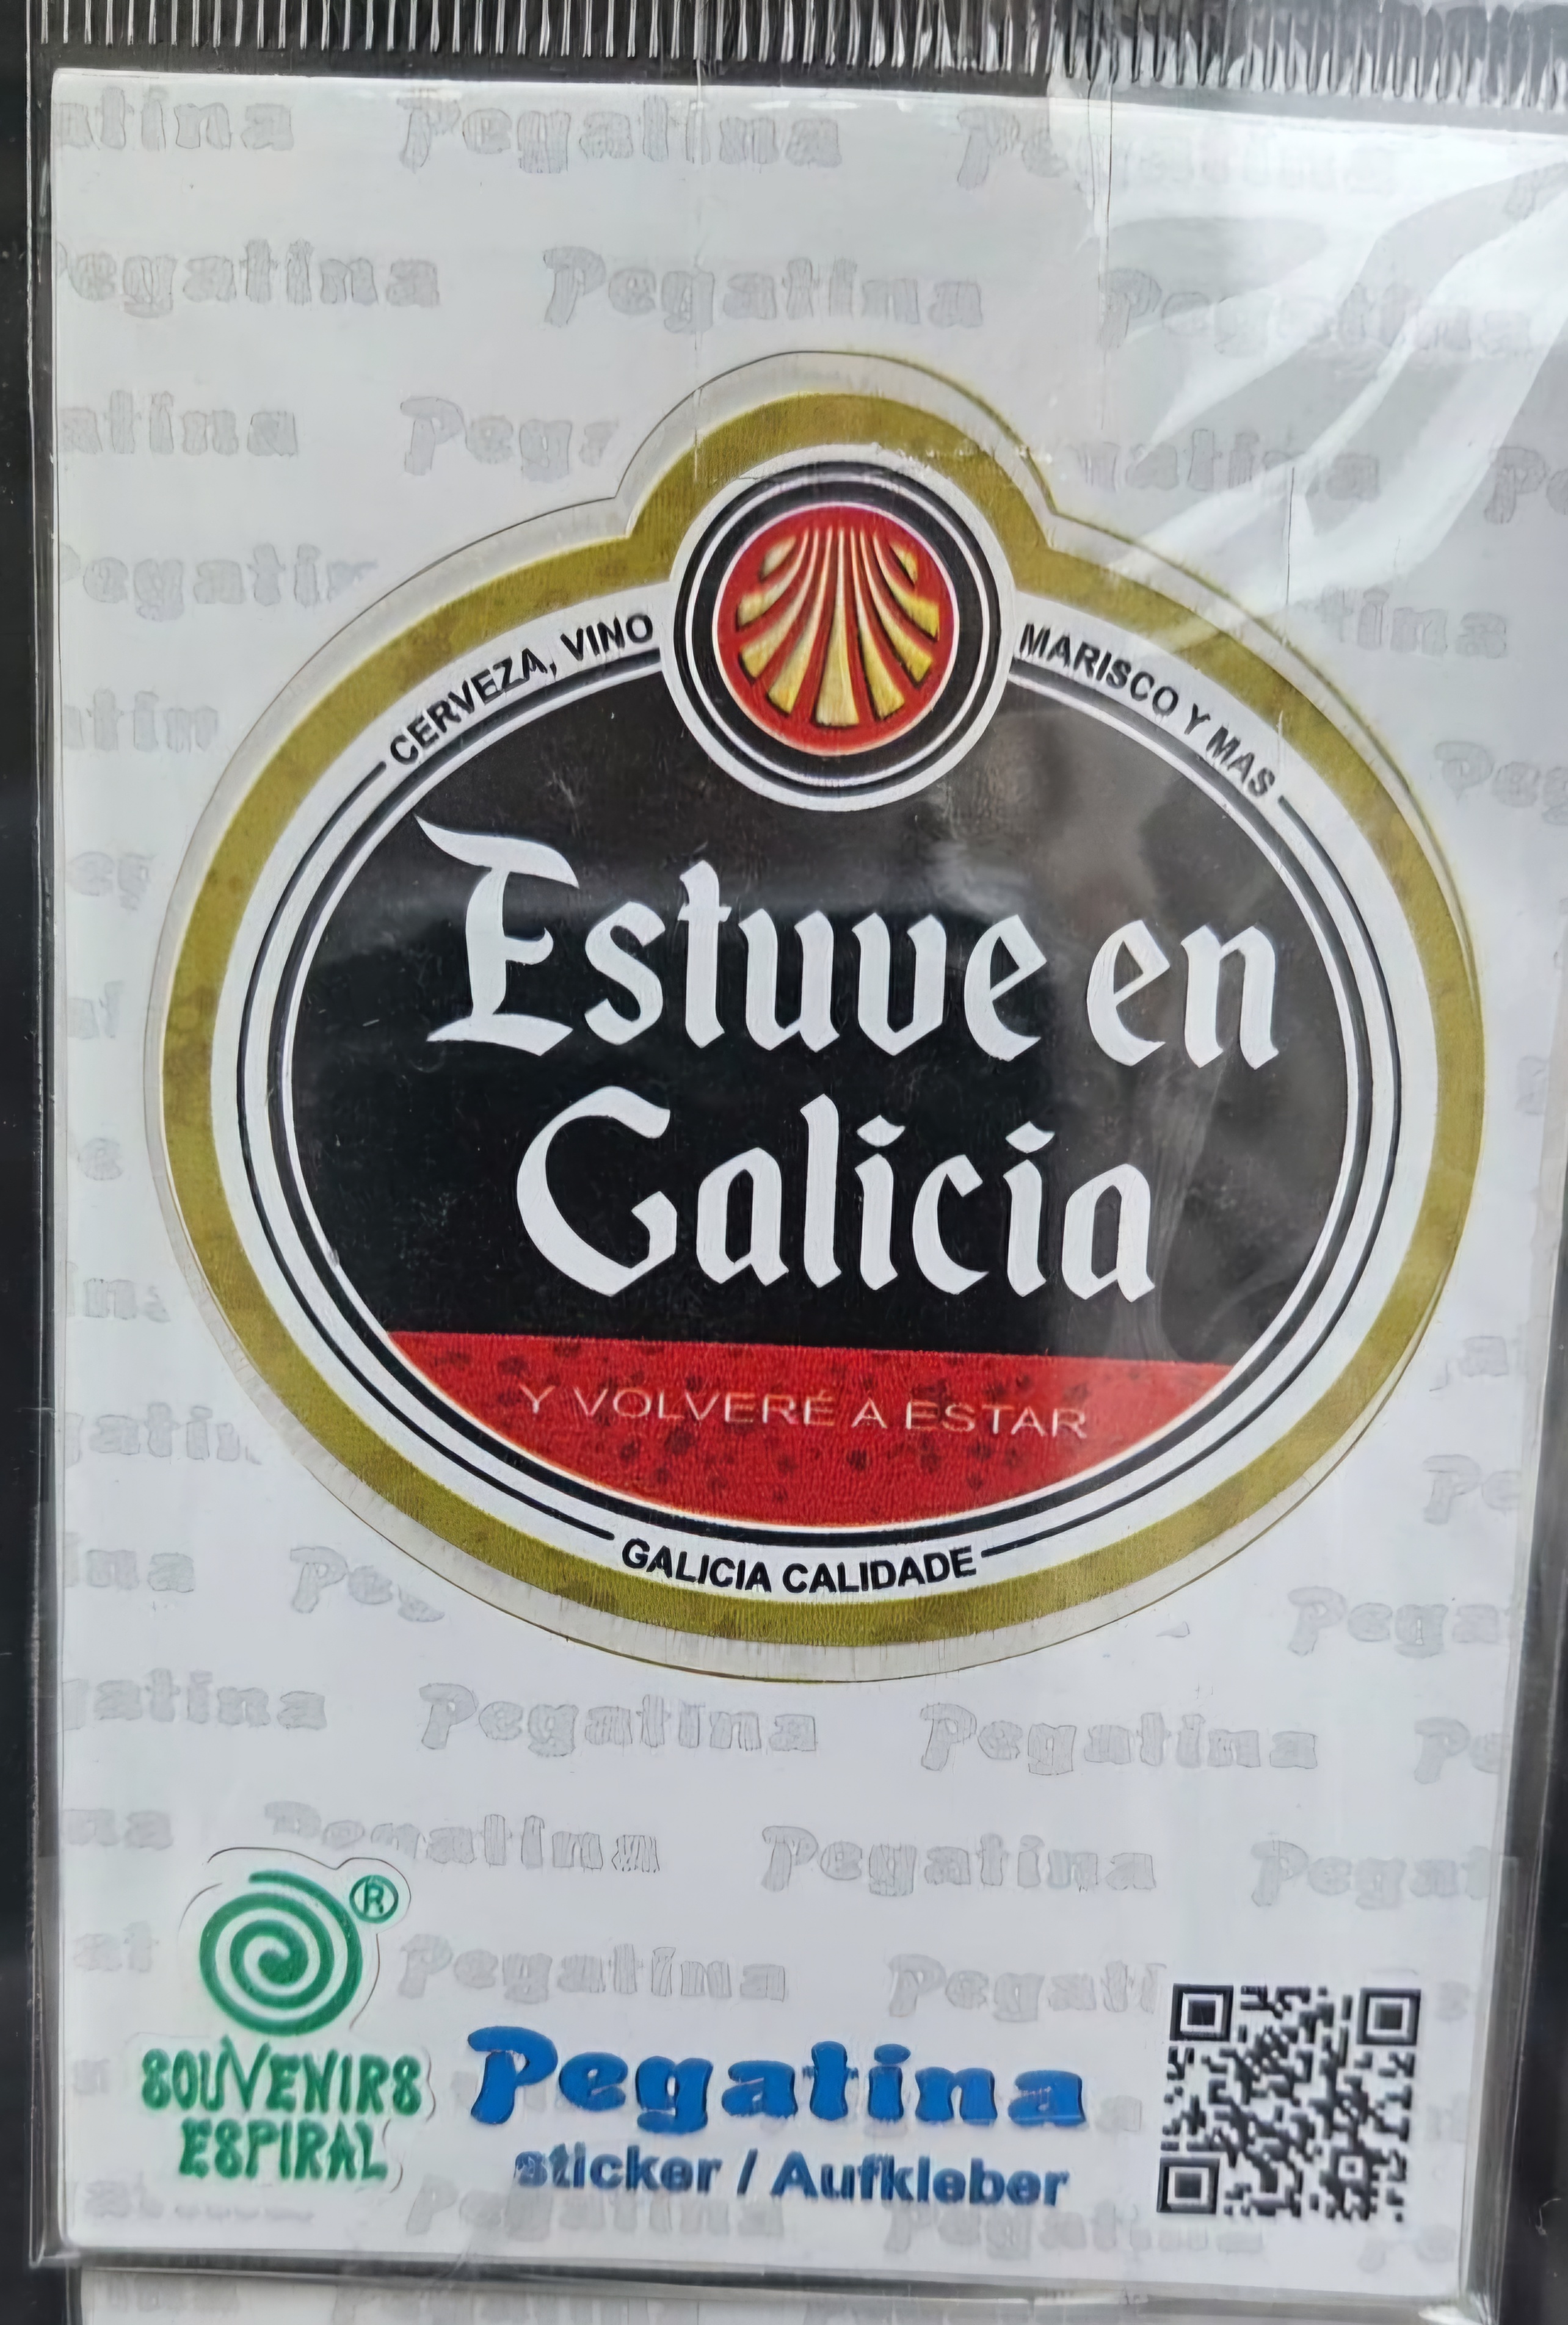 CERVEZA, VINO
MARISCO Y MAS
Estuve en
Galicia
Y VOLVERÉ A ESTAR
GALICIA CALIDADE
®
SOUVENIRS
ESPIRAL
Pegatina
sticker / Aufkleber